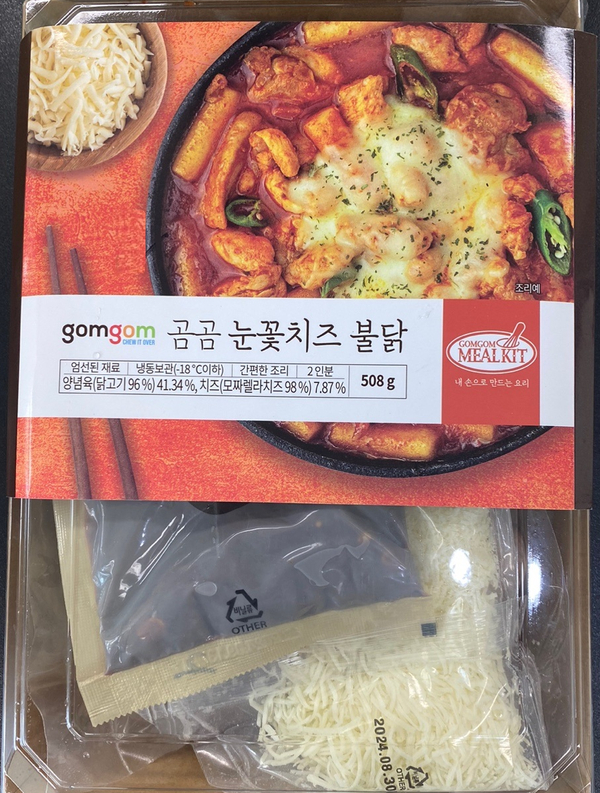 조리예
gomgom 곰곰 눈꽃치즈 불닭
CHEW IT OVER
엄선된 재료 냉동보관(-18℃이하) 간편한 조리 2인분
양념육(닭고기 96%) 41.34%, 치즈(모짜렐라치즈 98%) 7.87%
508 g
GOMGOM
MEAL KIT
내 손으로 만드는 요리
비닐류
OTHER
2024.08.30
OTHER